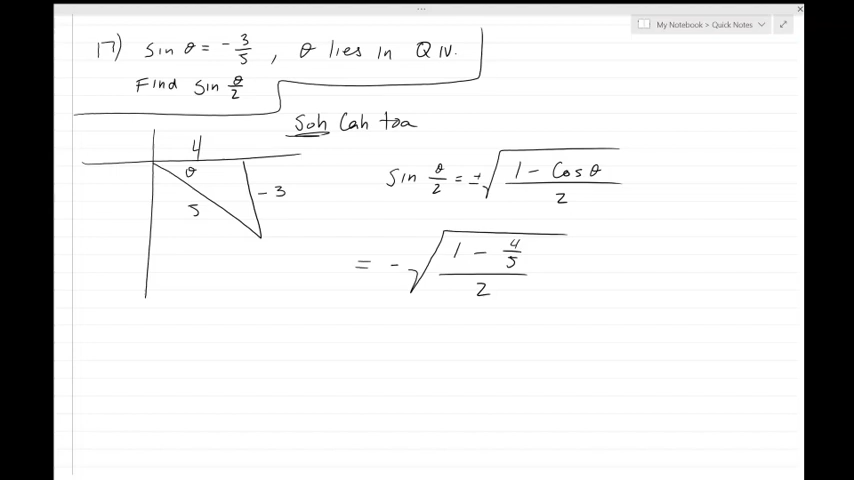 My Notebook > Quick Notes
17) sin θ = - 3/5 , θ lies in Q IV.
Find sin θ/2
Soh Cah toa
4
θ
5
-3
sin θ/2 = ±√((1 - Cos θ)/2)
= -√((1 - 4/5)/2)